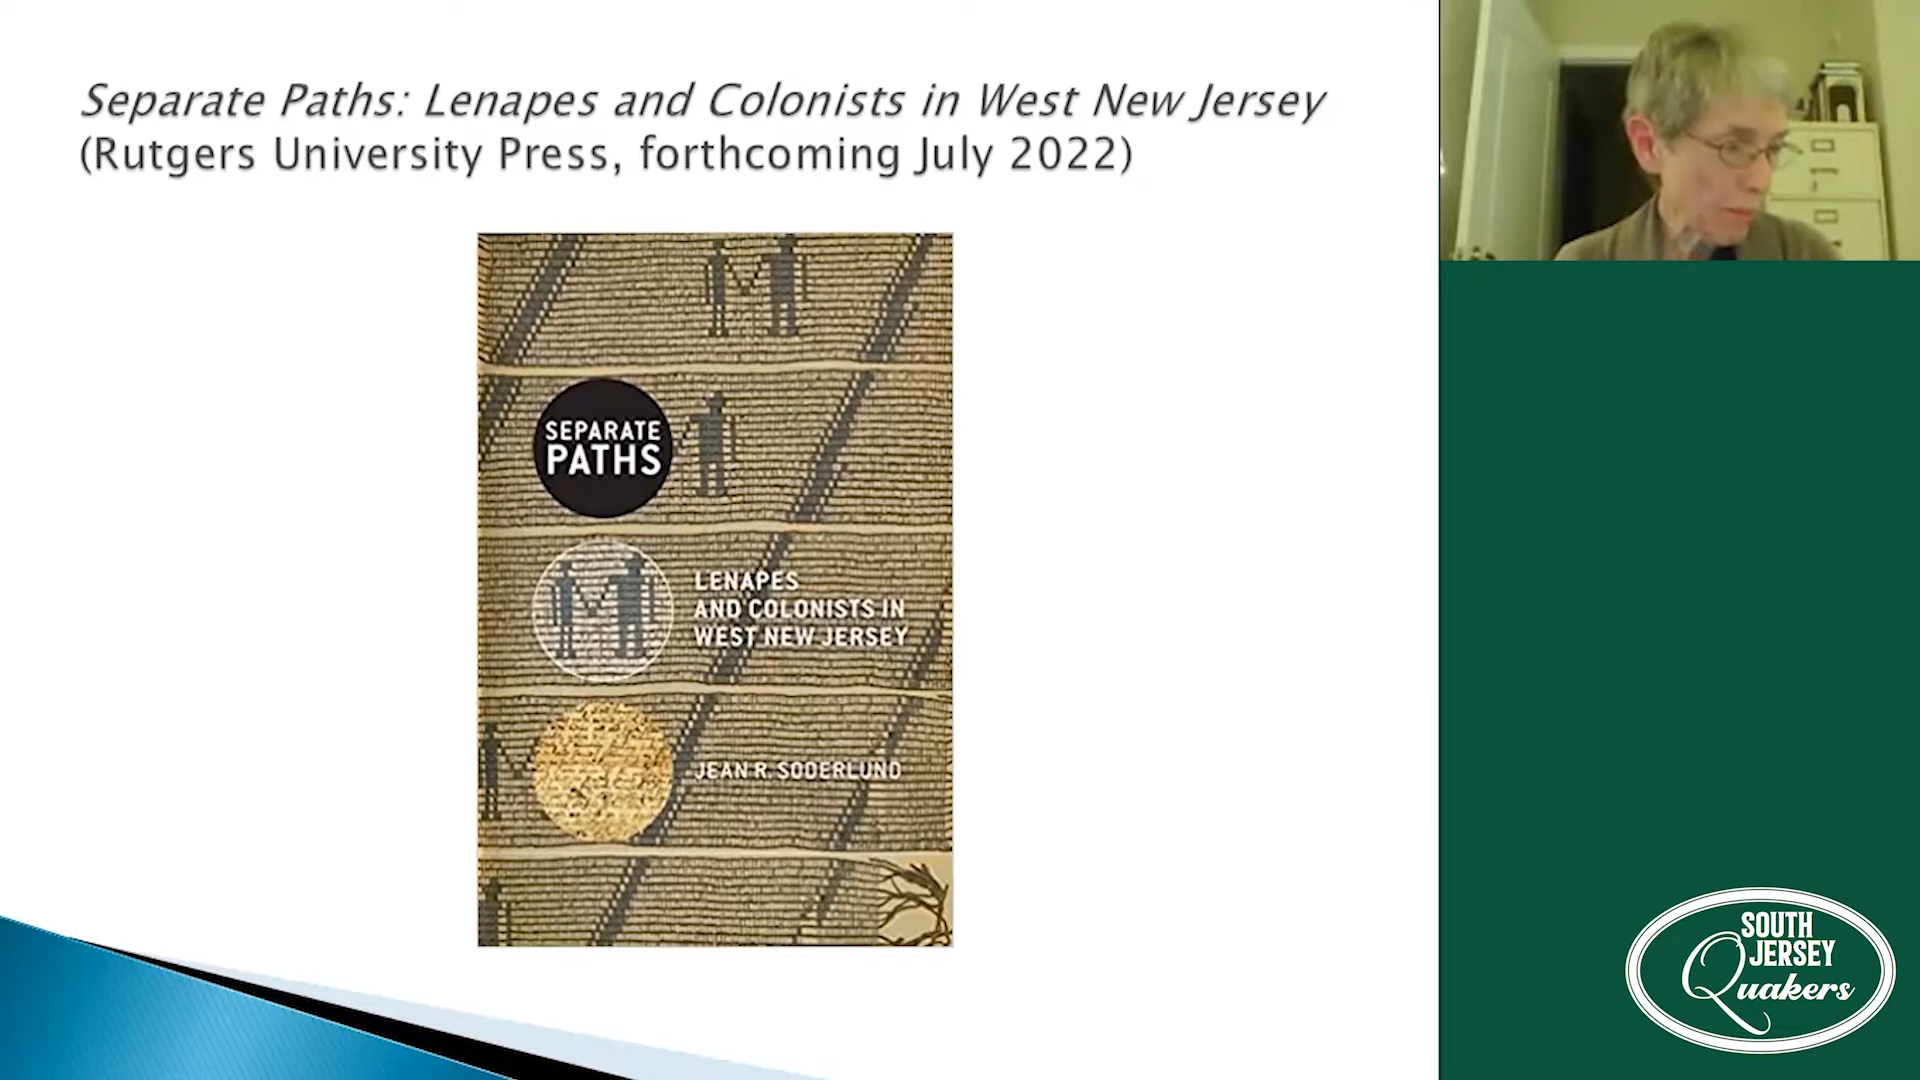 Separate Paths: Lenapes and Colonists in West New Jersey
(Rutgers University Press, forthcoming July 2022)
SEPARATE
PATHS
LENAPES
AND COLONISTS IN
WEST NEW JERSEY
JEAN R. SODERLUND
SOUTH
JERSEY
Quakers